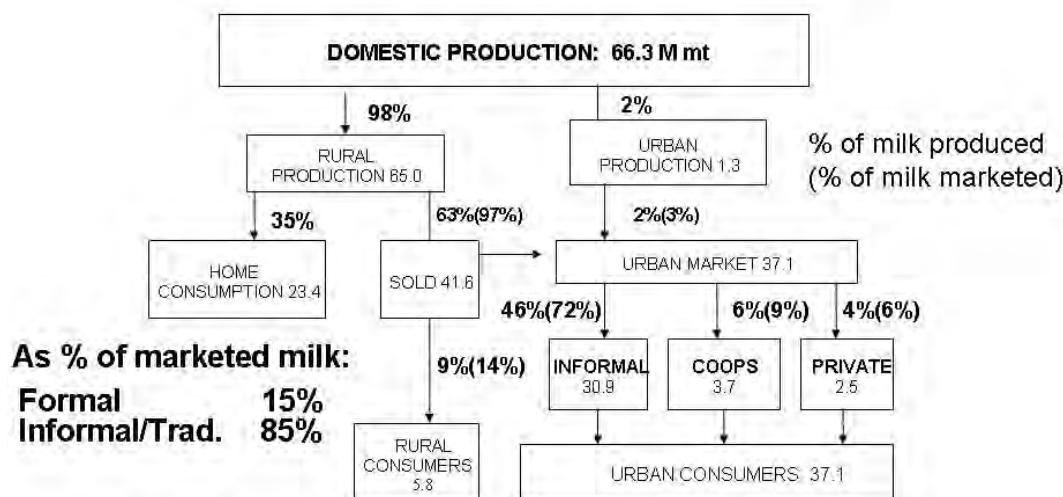 DOMESTIC PRODUCTION: 66.3 M mt
98%
2%
RURAL
PRODUCTION 65.0
URBAN
PRODUCTION 1.3
% of milk produced
(% of milk marketed)
35%
63%(97%)
2%(3%)
HOME
CONSUMPTION 23.4
SOLD 41.6
URBAN MARKET 37.1
46%(72%)
6%(9%)
4%(6%)
As % of marketed milk:
Formal 15%
Informal/Trad. 85%
9%(14%)
INFORMAL
30.9
COOPS
3.7
PRIVATE
2.5
RURAL
CONSUMERS
5.8
URBAN CONSUMERS 37.1